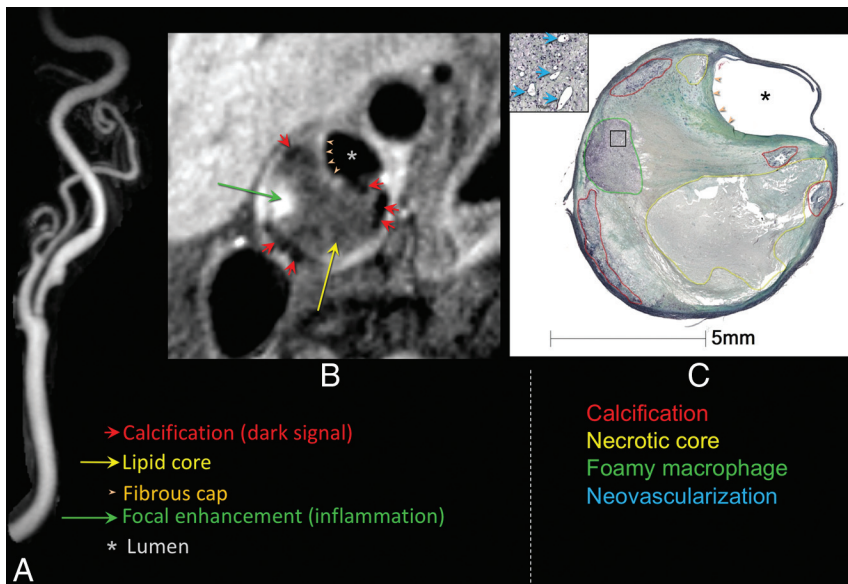 *
*
5mm
B
C
Calcification (dark signal)
Lipid core
Fibrous cap
Focal enhancement (inflammation)
* Lumen
Calcification
Necrotic core
Foamy macrophage
Neovascularization
A